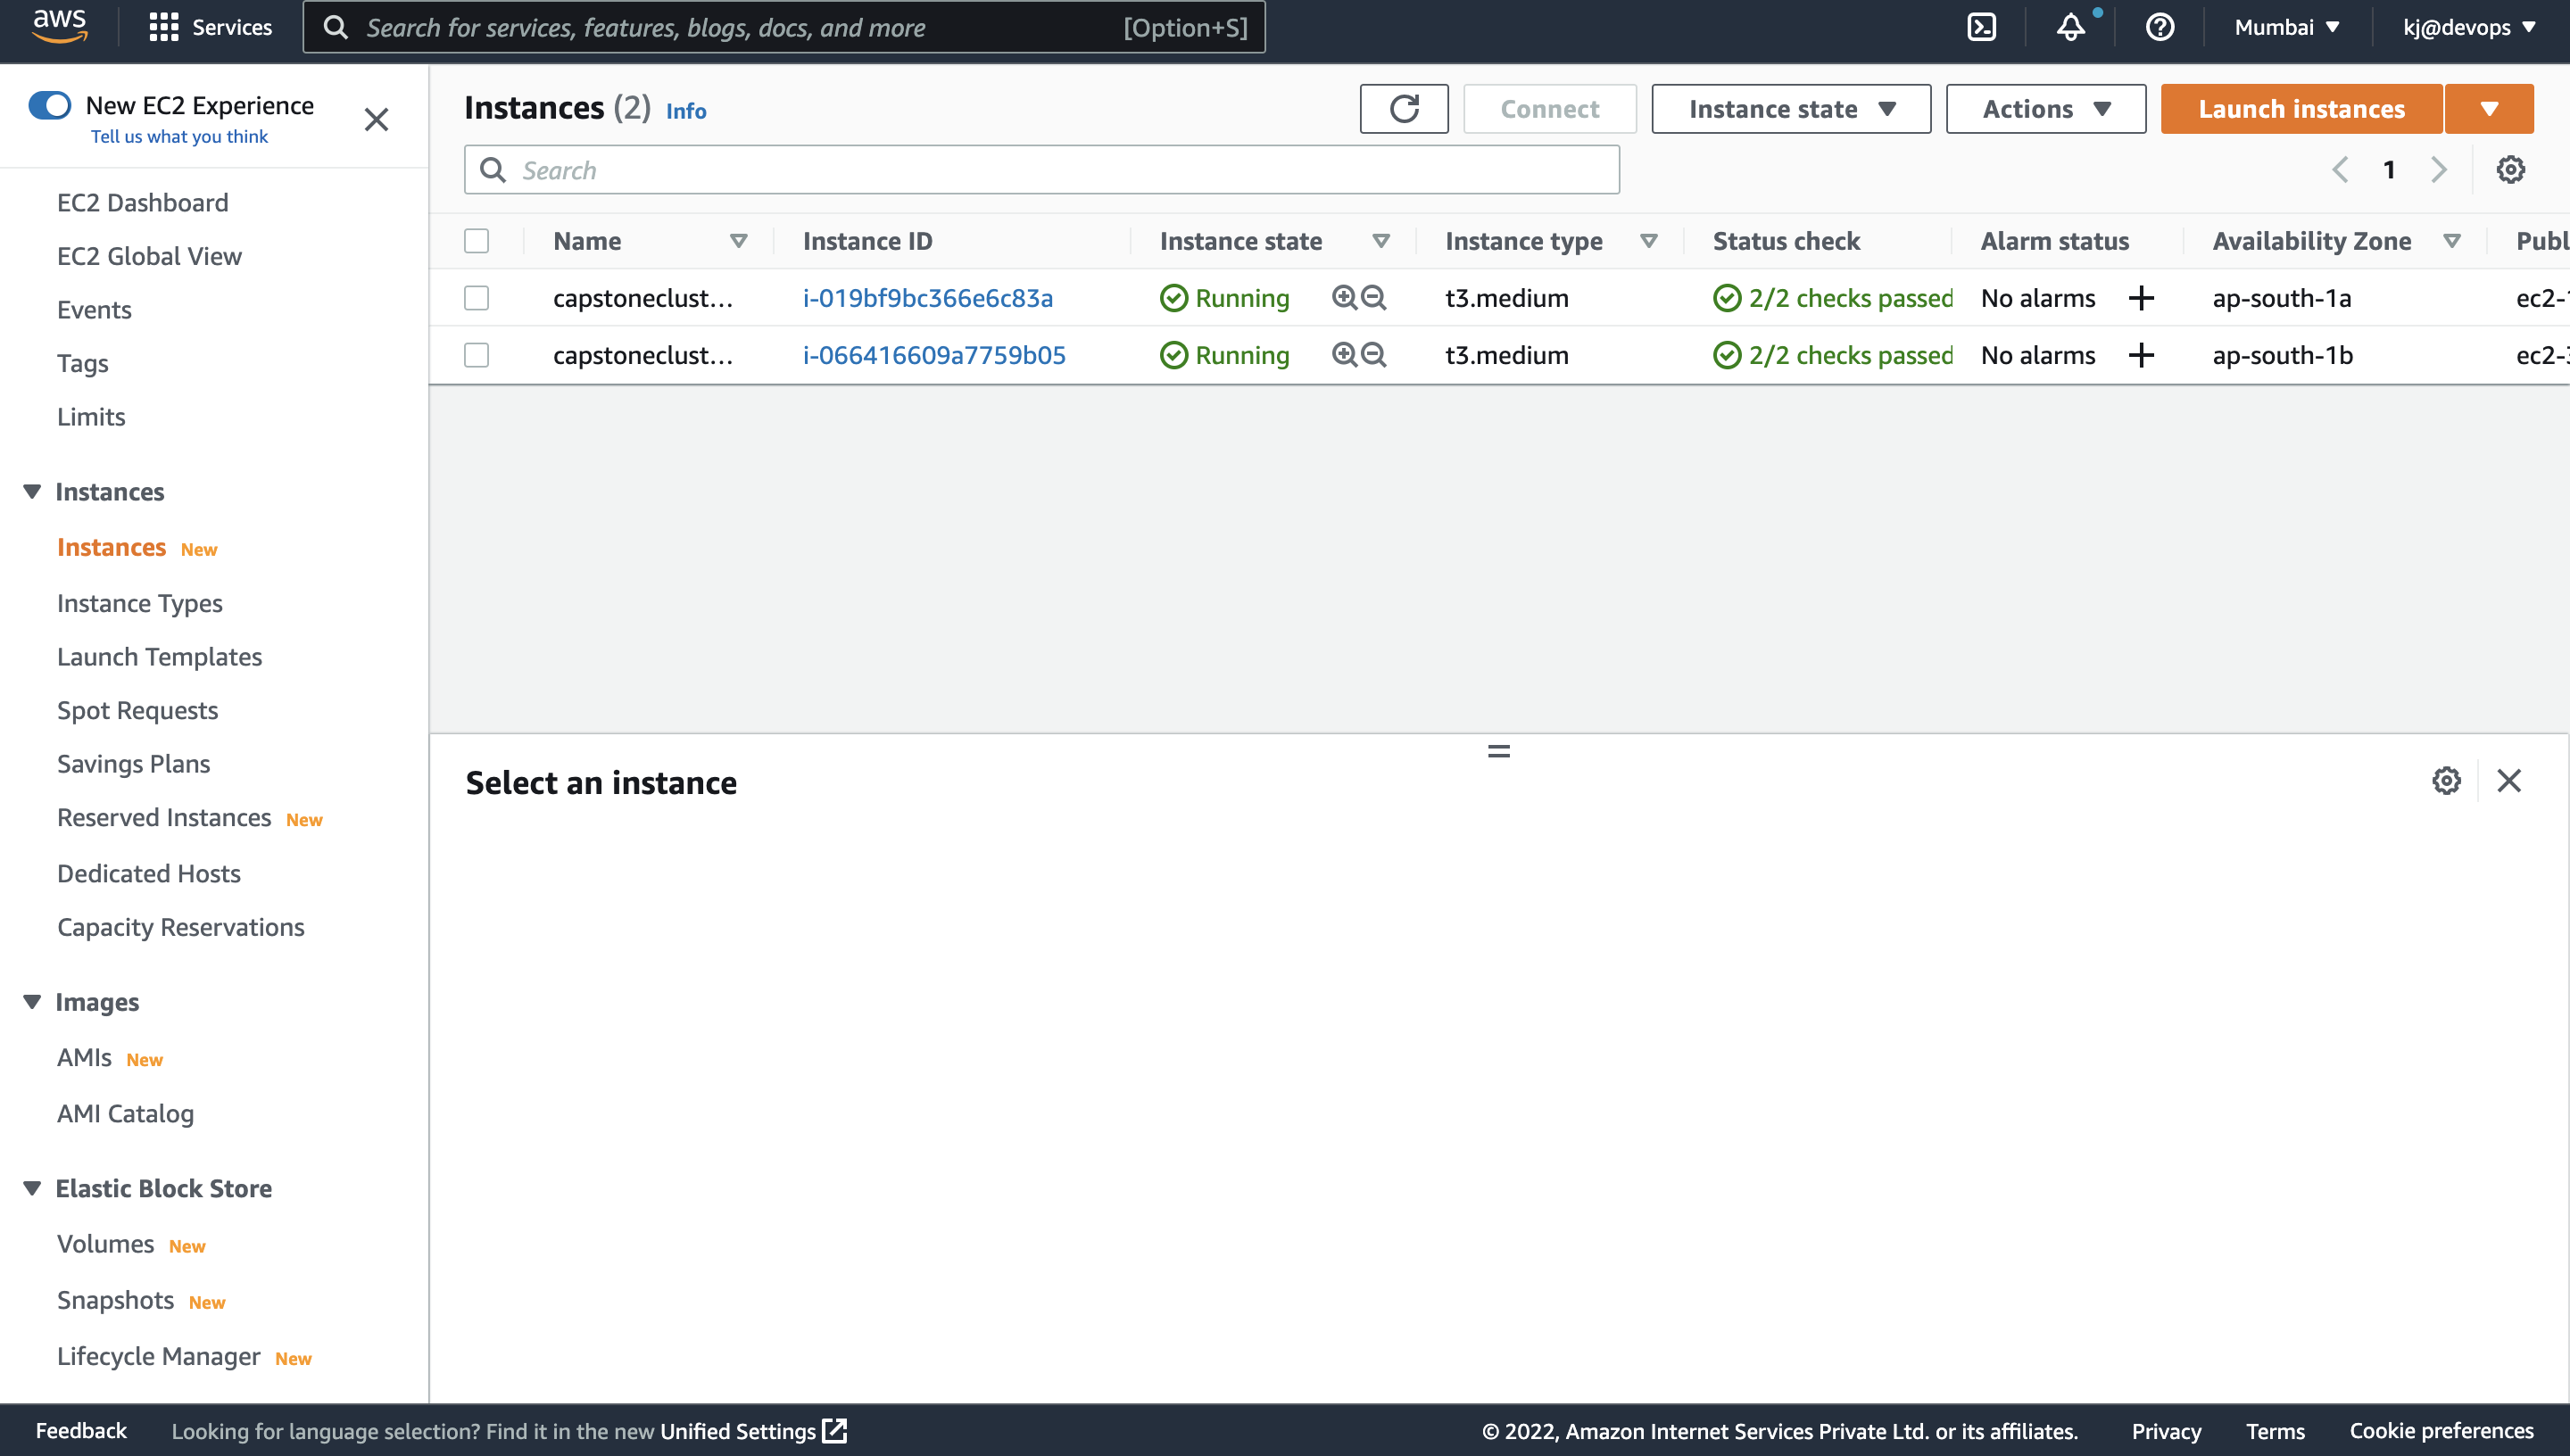 aws
Services
Search for services, features, blogs, docs, and more [Option+S]
Mumbai
kj@devops
New EC2 Experience
Tell us what you think
EC2 Dashboard
EC2 Global View
Events
Tags
Limits
Instances
Instances New
Instance Types
Launch Templates
Spot Requests
Savings Plans
Reserved Instances New
Dedicated Hosts
Capacity Reservations
Images
AMIs New
AMI Catalog
Elastic Block Store
Volumes New
Snapshots New
Lifecycle Manager New
Instances (2) Info
Connect
Instance state
Actions
Launch instances
Search
1
Name Instance ID Instance state Instance type Status check Alarm status Availability Zone Publ
capstoneclust... i-019bf9bc366e6c83a Running t3.medium 2/2 checks passed No alarms + ap-south-1a ec2-
capstoneclust... i-066416609a7759b05 Running t3.medium 2/2 checks passed No alarms + ap-south-1b ec2-
Select an instance
Feedback Looking for language selection? Find it in the new Unified Settings © 2022, Amazon Internet Services Private Ltd. or its affiliates. Privacy Terms Cookie preferences